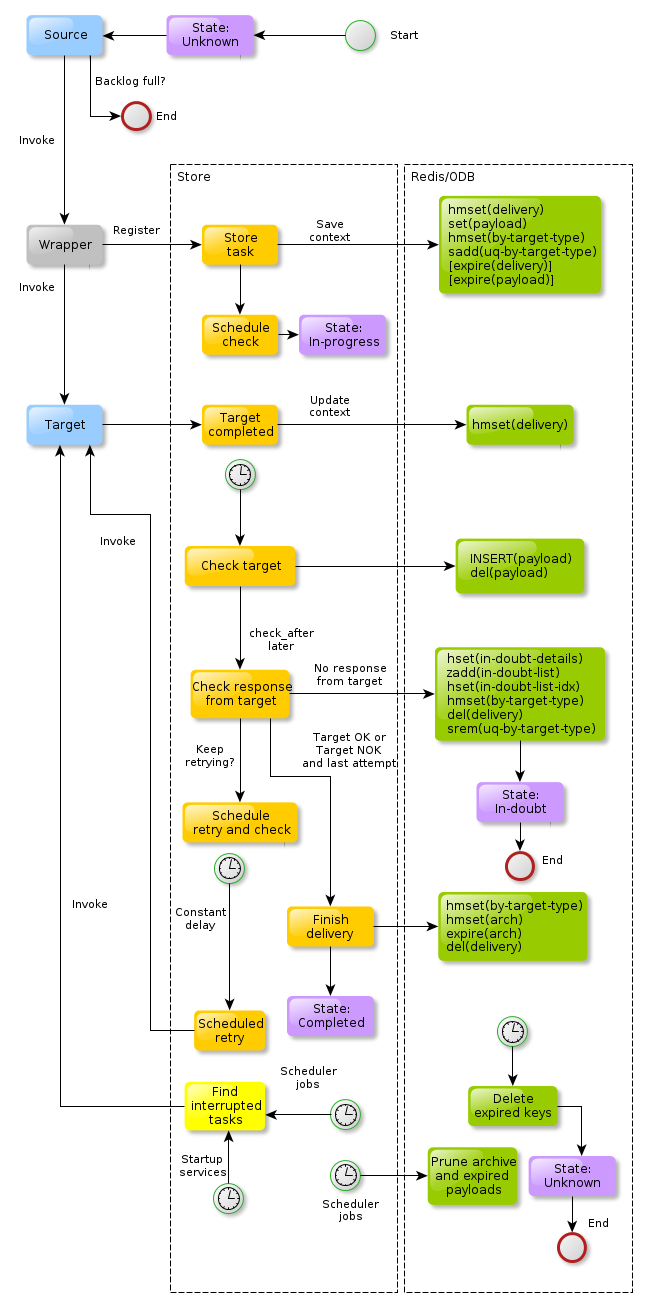 Source
State:
Unknown
Start
Backlog full?
End
Invoke
Store
Redis/ODB
Wrapper
Register
Store
task
Save
context
hmset(delivery)
set(payload)
hmset(by-target-type)
sadd(uq-by-target-type)
[expire(delivery)]
[expire(payload)]
Invoke
Schedule
check
State:
In-progress
Target
Target
completed
Update
context
hmset(delivery)
Invoke
Check target
INSERT(payload)
del(payload)
check_after
later
Check response
from target
No response
from target
hset(in-doubt-details)
zadd(in-doubt-list)
hset(in-doubt-list-idx)
hmset(by-target-type)
del(delivery)
srem(uq-by-target-type)
Keep
retrying?
Target OK or
Target NOK
and last attempt
Schedule
retry and check
State:
In-doubt
End
Invoke
Constant
delay
Finish
delivery
hmset(by-target-type)
hmset(arch)
expire(arch)
del(delivery)
Scheduled
retry
State:
Completed
Find
interrupted
tasks
Scheduler
jobs
Delete
expired keys
Startup
services
Scheduler
jobs
Prune archive
and expired
payloads
State:
Unknown
End